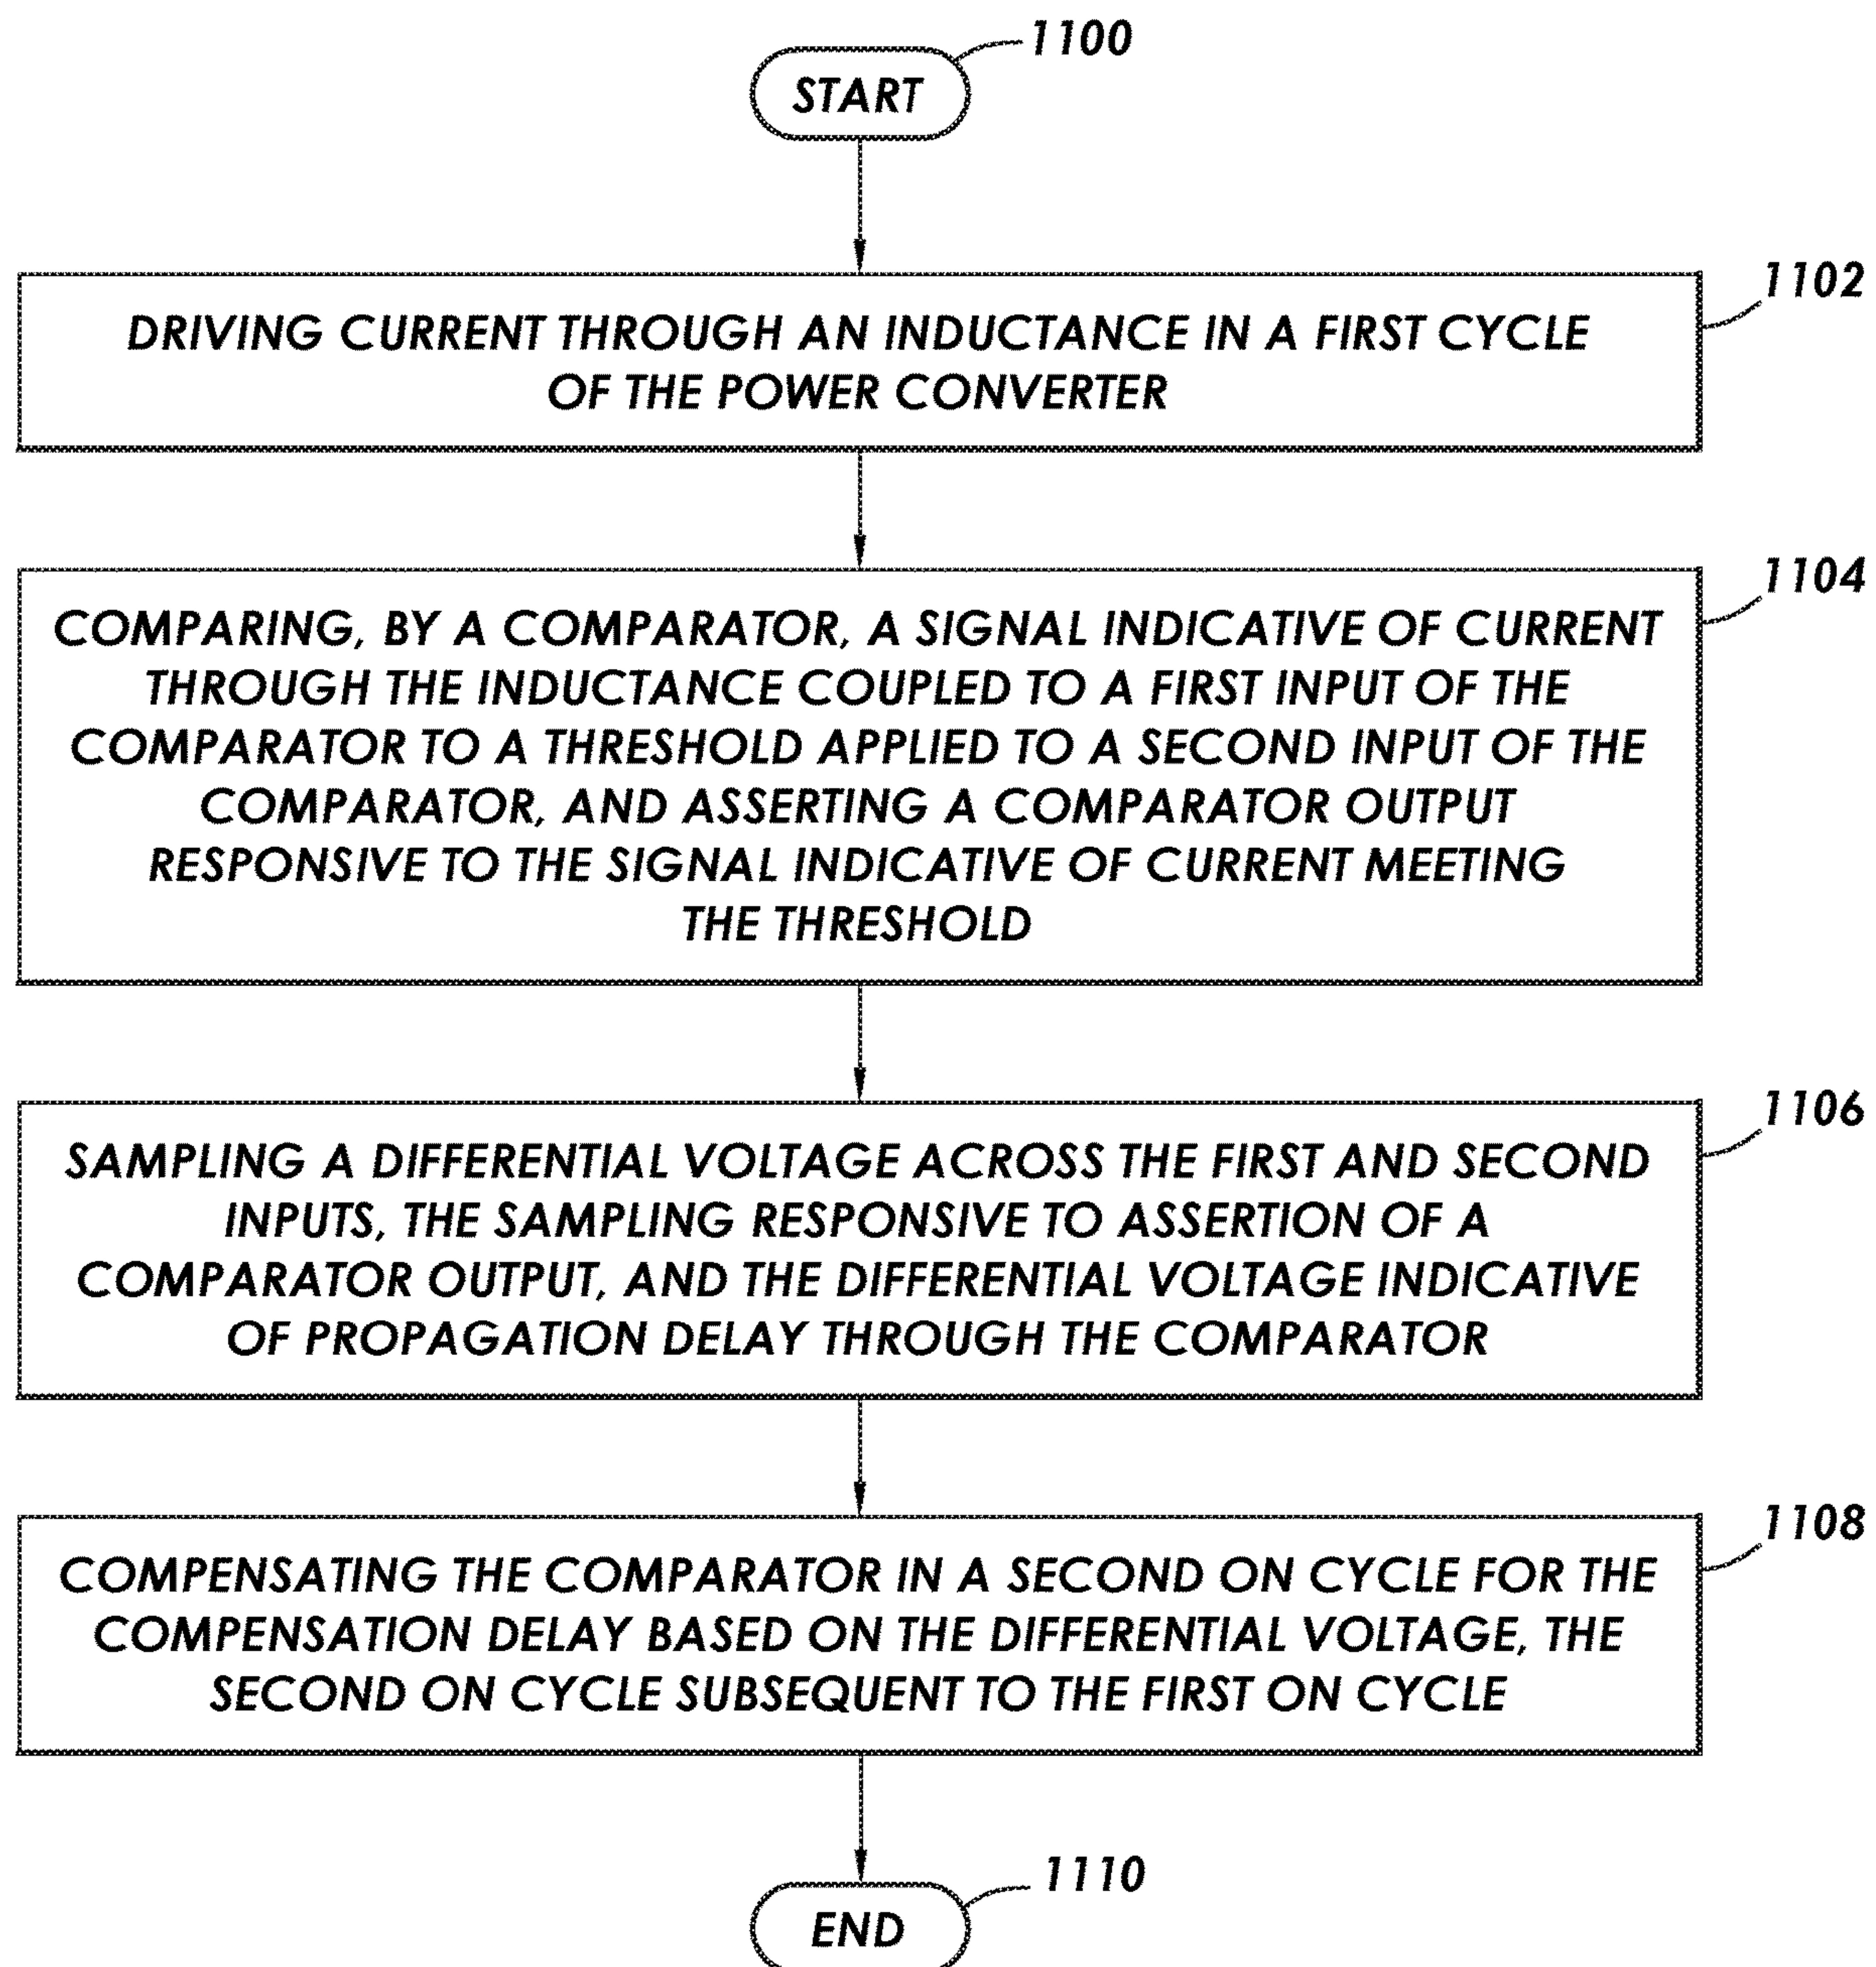 1100
START
1102
DRIVING CURRENT THROUGH AN INDUCTANCE IN A FIRST CYCLE
OF THE POWER CONVERTER
1104
COMPARING, BY A COMPARATOR, A SIGNAL INDICATIVE OF CURRENT
THROUGH THE INDUCTANCE COUPLED TO A FIRST INPUT OF THE
COMPARATOR TO A THRESHOLD APPLIED TO A SECOND INPUT OF THE
COMPARATOR, AND ASSERTING A COMPARATOR OUTPUT
RESPONSIVE TO THE SIGNAL INDICATIVE OF CURRENT MEETING
THE THRESHOLD
1106
SAMPLING A DIFFERENTIAL VOLTAGE ACROSS THE FIRST AND SECOND
INPUTS, THE SAMPLING RESPONSIVE TO ASSERTION OF A
COMPARATOR OUTPUT, AND THE DIFFERENTIAL VOLTAGE INDICATIVE
OF PROPAGATION DELAY THROUGH THE COMPARATOR
1108
COMPENSATING THE COMPARATOR IN A SECOND ON CYCLE FOR THE
COMPENSATION DELAY BASED ON THE DIFFERENTIAL VOLTAGE, THE
SECOND ON CYCLE SUBSEQUENT TO THE FIRST ON CYCLE
1110
END